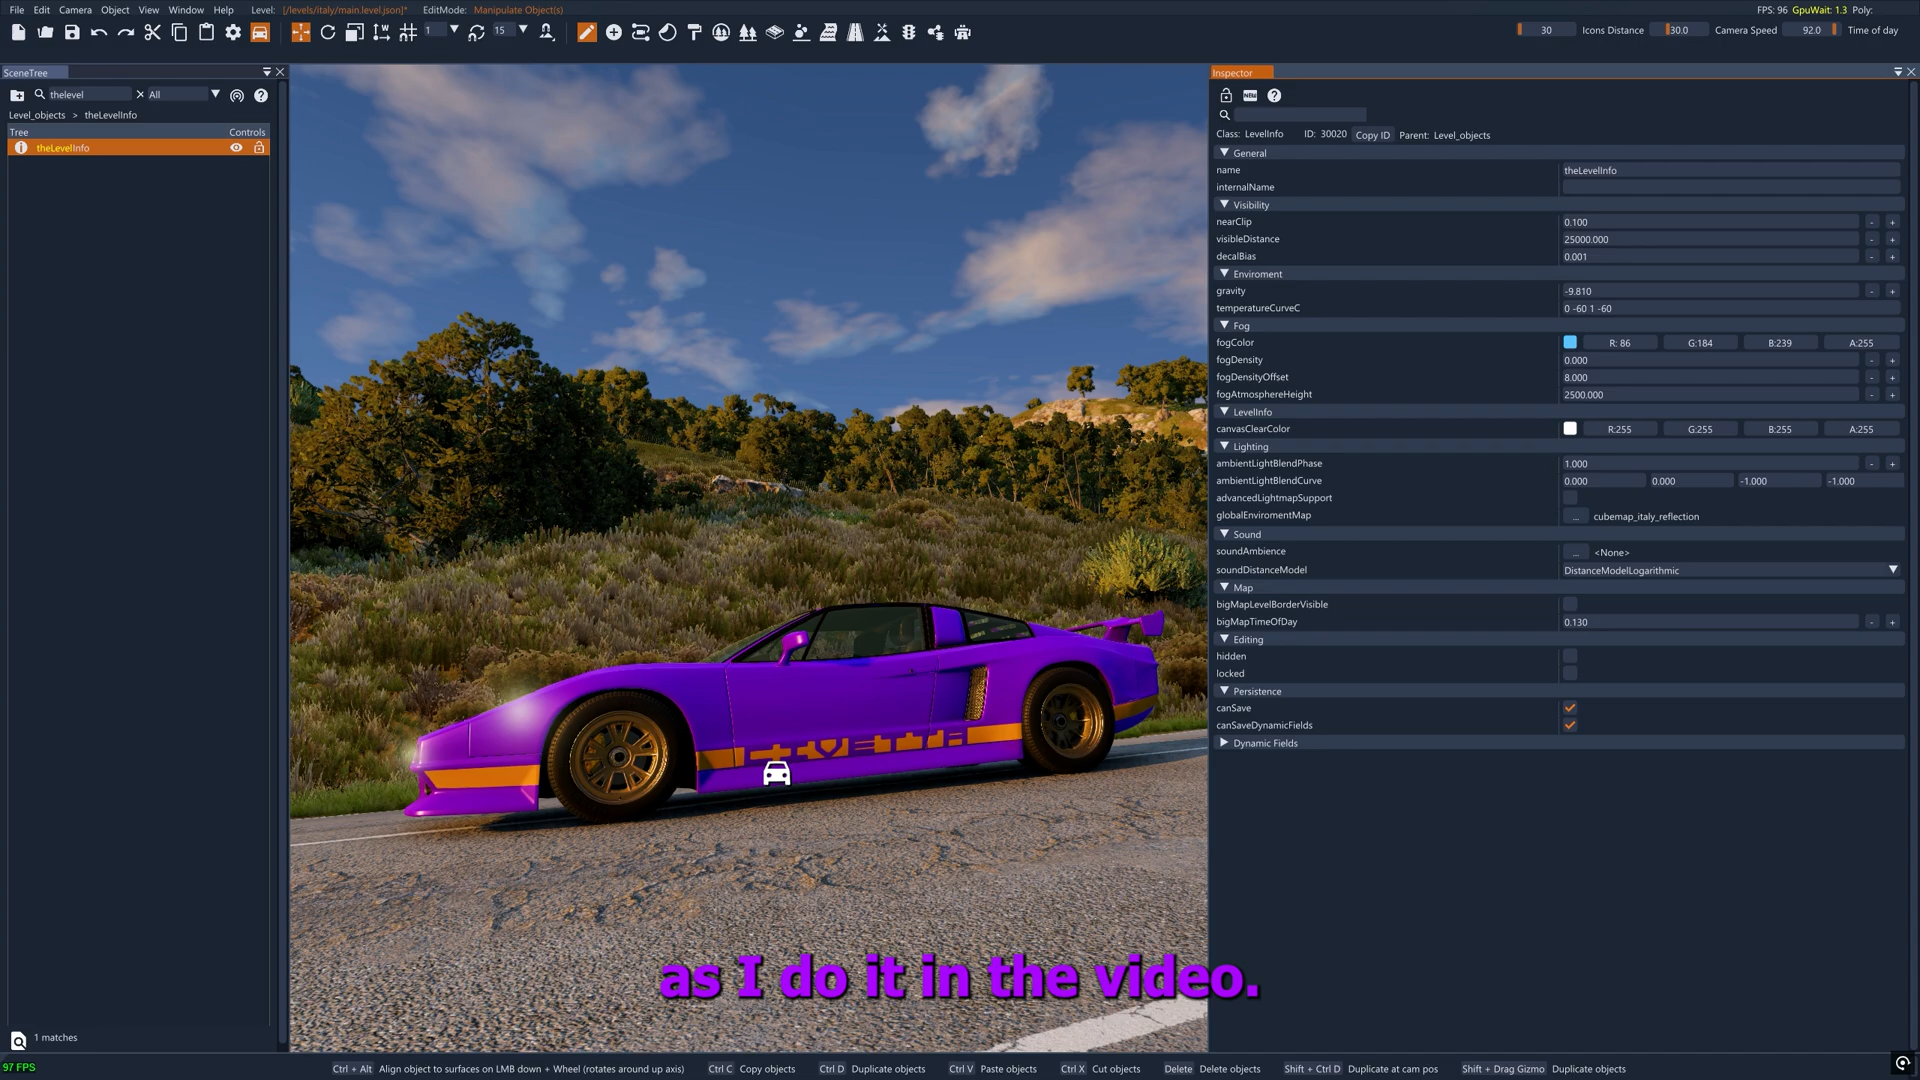 File Edit Camera Object View Window Help Level: [/levels/italy/main.level.json]* EditMode: Manipulate Object(s) FPS: 96 GpuWait: 1.3 Poly:
1 15 30 Icons Distance 30.0 Camera Speed 92.0 Time of day
SceneTree
thelevel All
Level_objects > theLevelInfo
Tree Controls
theLevelInfo
1 matches
97 FPS
Inspector
NEW
Class: LevelInfo ID: 30020 Copy ID Parent: Level_objects
General
name theLevelInfo
internalName
Visibility
nearClip 0.100 - +
visibleDistance 25000.000 - +
decalBias 0.001 - +
Enviroment
gravity -9.810 - +
temperatureCurveC 0 -60 1 -60
Fog
fogColor R: 86 G:184 B:239 A:255
fogDensity 0.000 - +
fogDensityOffset 8.000 - +
fogAtmosphereHeight 2500.000 - +
LevelInfo
canvasClearColor R:255 G:255 B:255 A:255
Lighting
ambientLightBlendPhase 1.000 - +
ambientLightBlendCurve 0.000 0.000 -1.000 -1.000
advancedLightmapSupport
globalEnviromentMap ... cubemap_italy_reflection
Sound
soundAmbience ... <None>
soundDistanceModel DistanceModelLogarithmic
Map
bigMapLevelBorderVisible
bigMapTimeOfDay 0.130 - +
Editing
hidden
locked
Persistence
canSave
canSaveDynamicFields
Dynamic Fields
as I do it in the video.
Ctrl + Alt Align object to surfaces on LMB down + Wheel (rotates around up axis) Ctrl C Copy objects Ctrl D Duplicate objects Ctrl V Paste objects Ctrl X Cut objects Delete Delete objects Shift + Ctrl D Duplicate at cam pos Shift + Drag Gizmo Duplicate objects